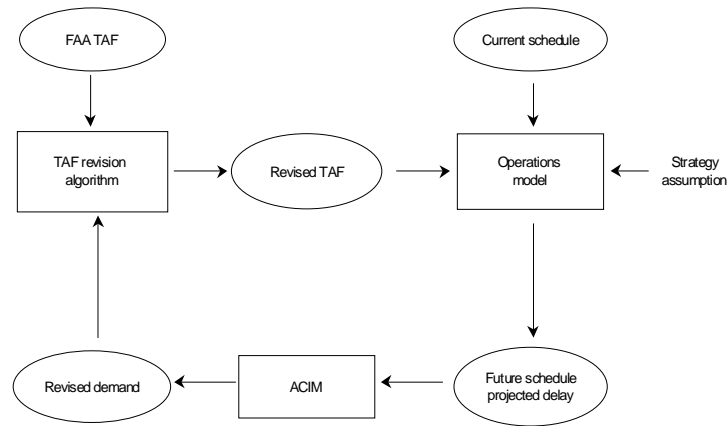 FAA TAF
Current schedule
TAF revision
algorithm
Revised TAF
Operations
model
Strategy
assumption
Revised demand
ACIM
Future schedule
projected delay